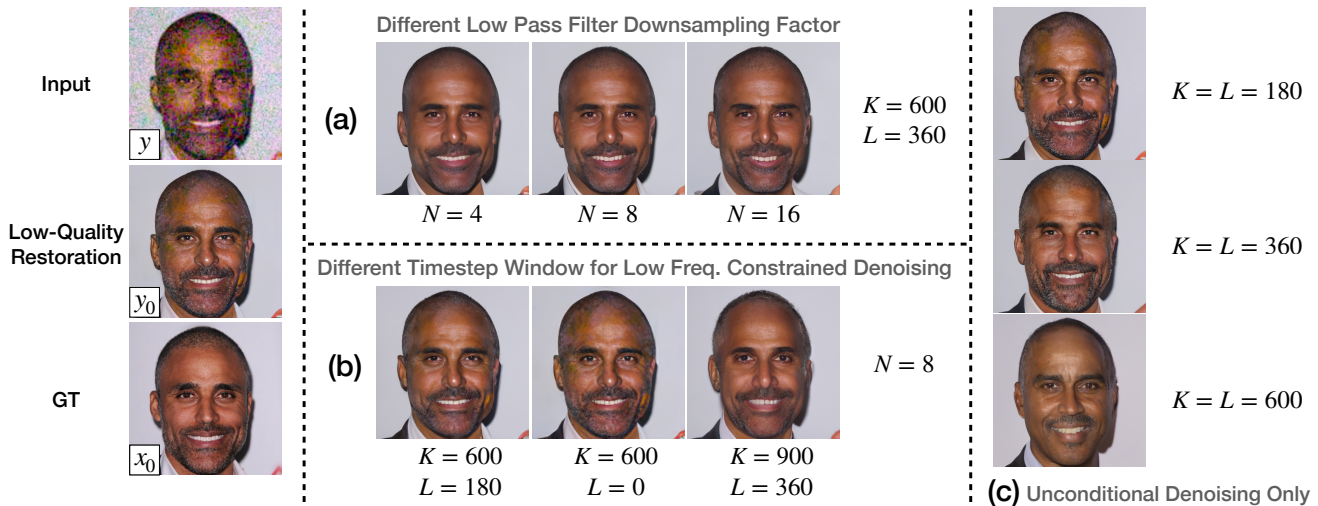 Input
y
Low-Quality
Restoration
y₀
GT
x₀
Different Low Pass Filter Downsampling Factor
(a)
N = 4
N = 8
N = 16
K = 600
L = 360
Different Timestep Window for Low Freq. Constrained Denoising
(b)
K = 600
L = 180
K = 600
L = 0
K = 900
L = 360
N = 8
K = L = 180
K = L = 360
K = L = 600
(c) Unconditional Denoising Only